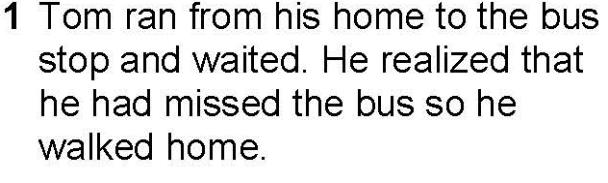 1 Tom ran from his home to the bus
stop and waited. He realized that
he had missed the bus so he
walked home.